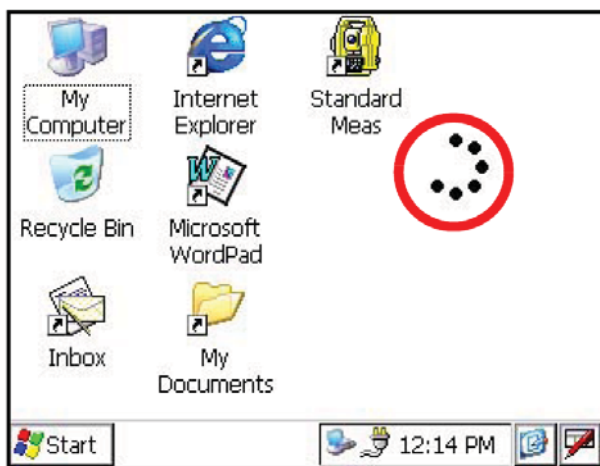 My
Computer
Internet
Explorer
Standard
Meas
Recycle Bin
W
Microsoft
WordPad
Inbox
My
Documents
Start
12:14 PM